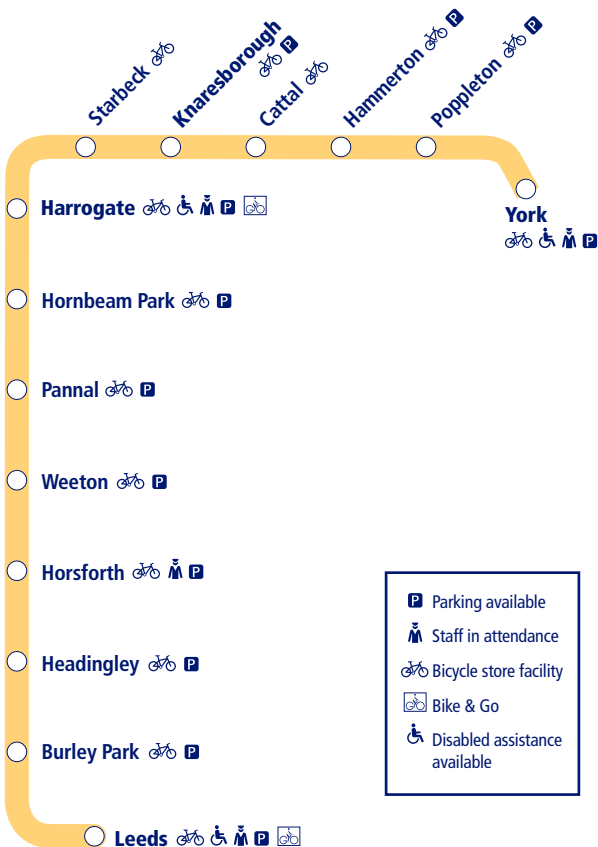 Starbeck
Knaresborough
P
Cattal
Hammerton P
Poppleton P
York
P
Harrogate P
Hornbeam Park P
Pannal P
Weeton P
Horsforth P
Headingley P
Burley Park P
Leeds P
P Parking available
Staff in attendance
Bicycle store facility
Bike & Go
Disabled assistance
available